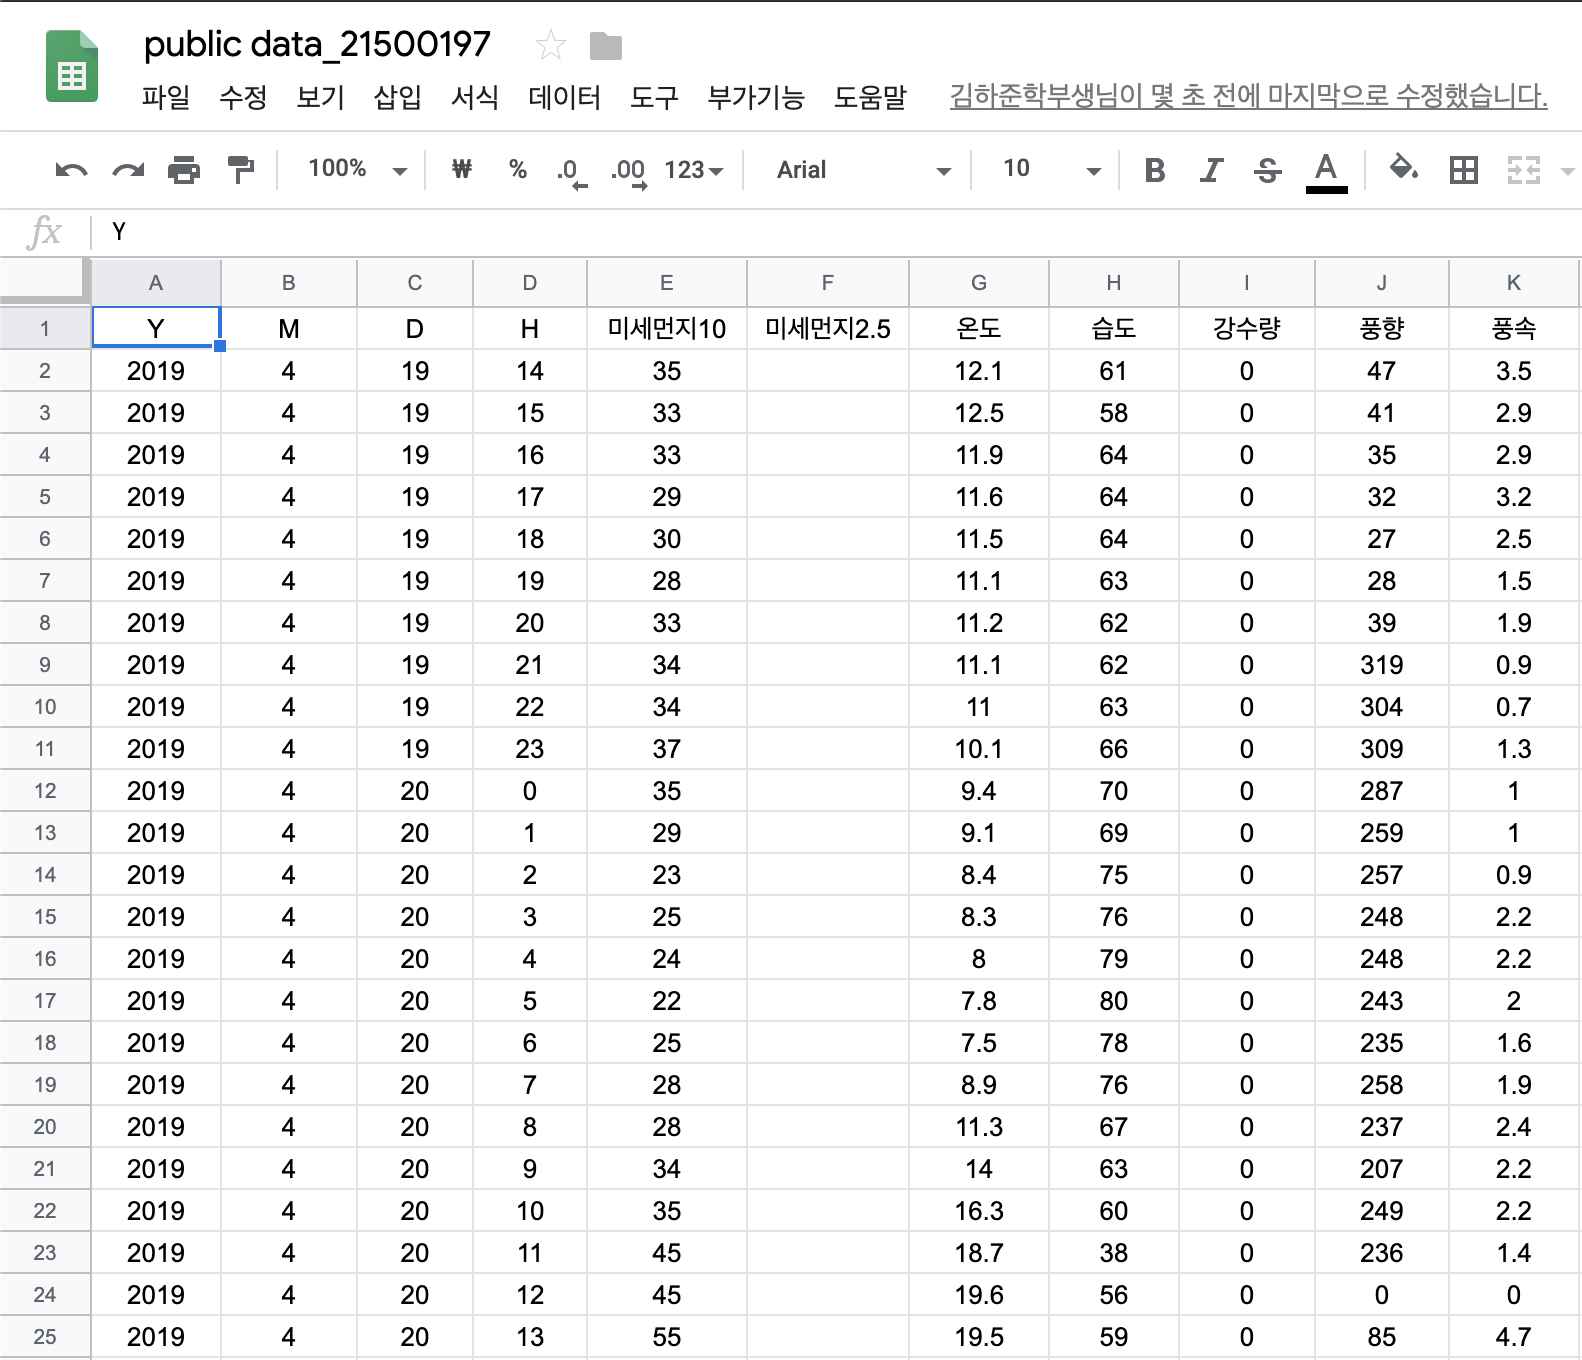 public data_21500197
파일 수정 보기 삽입 서식 데이터 도구 부가기능 도움말 김하준학부생님이 몇 초 전에 마지막으로 수정했습니다.
100% ₩ % .0 .00 123 Arial 10 B I S A
fx Y
A B C D E F G H I J K
1 Y M D H 미세먼지10 미세먼지2.5 온도 습도 강수량 풍향 풍속
2 2019 4 19 14 35 12.1 61 0 47 3.5
3 2019 4 19 15 33 12.5 58 0 41 2.9
4 2019 4 19 16 33 11.9 64 0 35 2.9
5 2019 4 19 17 29 11.6 64 0 32 3.2
6 2019 4 19 18 30 11.5 64 0 27 2.5
7 2019 4 19 19 28 11.1 63 0 28 1.5
8 2019 4 19 20 33 11.2 62 0 39 1.9
9 2019 4 19 21 34 11.1 62 0 319 0.9
10 2019 4 19 22 34 11 63 0 304 0.7
11 2019 4 19 23 37 10.1 66 0 309 1.3
12 2019 4 20 0 35 9.4 70 0 287 1
13 2019 4 20 1 29 9.1 69 0 259 1
14 2019 4 20 2 23 8.4 75 0 257 0.9
15 2019 4 20 3 25 8.3 76 0 248 2.2
16 2019 4 20 4 24 8 79 0 248 2.2
17 2019 4 20 5 22 7.8 80 0 243 2
18 2019 4 20 6 25 7.5 78 0 235 1.6
19 2019 4 20 7 28 8.9 76 0 258 1.9
20 2019 4 20 8 28 11.3 67 0 237 2.4
21 2019 4 20 9 34 14 63 0 207 2.2
22 2019 4 20 10 35 16.3 60 0 249 2.2
23 2019 4 20 11 45 18.7 38 0 236 1.4
24 2019 4 20 12 45 19.6 56 0 0 0
25 2019 4 20 13 55 19.5 59 0 85 4.7